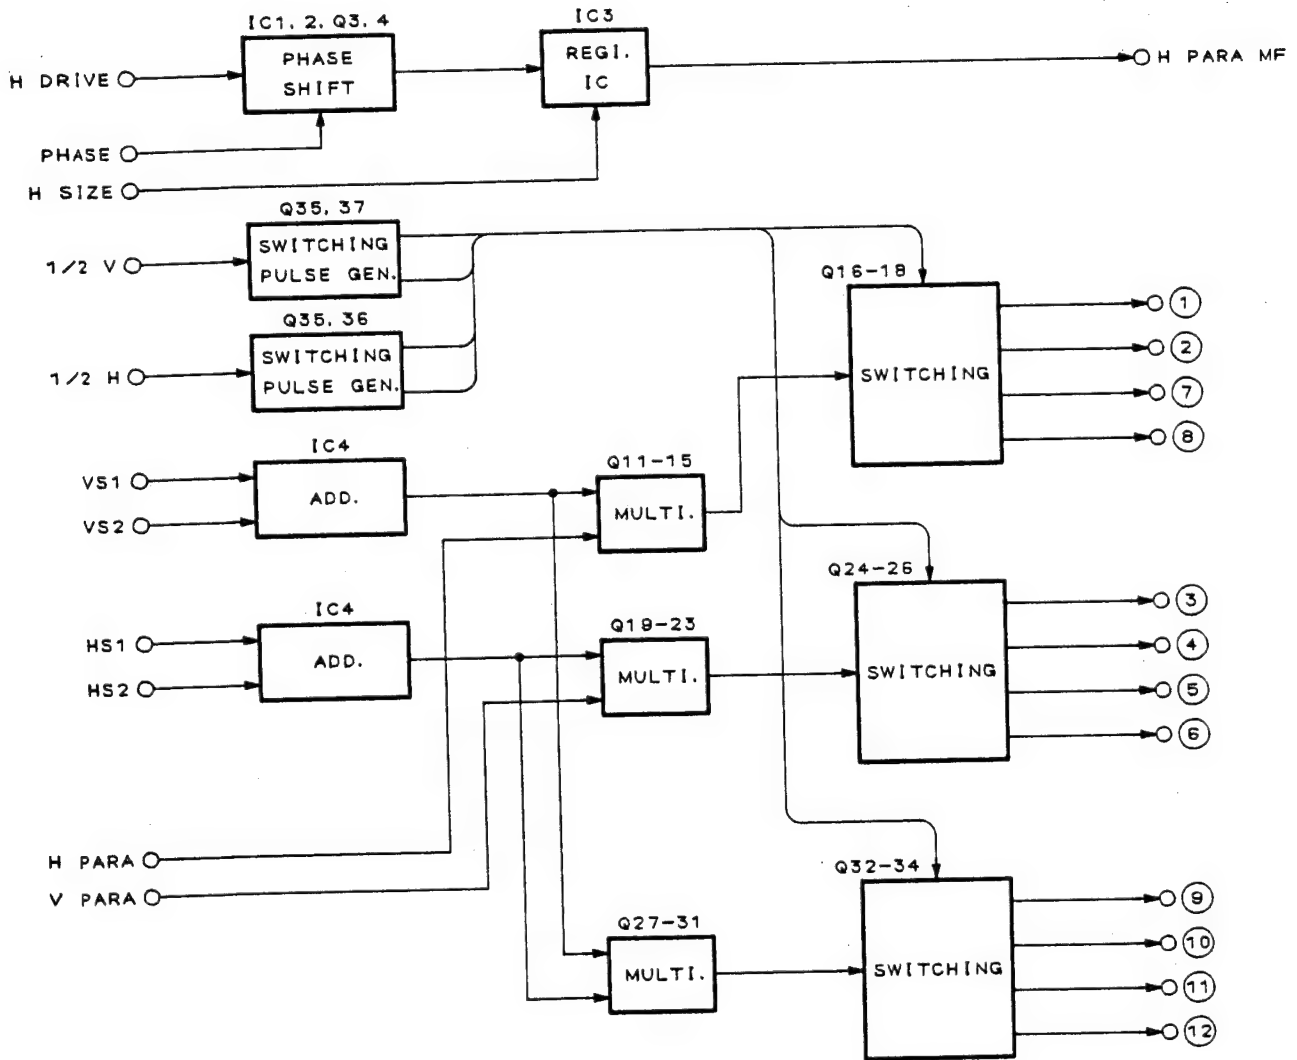 IC1, 2, Q3, 4
IC3
H DRIVE
PHASE
SHIFT
REGI.
IC
H PARA MF
PHASE
H SIZE
Q35, 37
1/2 V
SWITCHING
PULSE GEN.
Q16-18
Q35, 36
1/2 H
SWITCHING
PULSE GEN.
SWITCHING
1
2
7
8
IC4
VS1
VS2
ADD.
Q11-15
MULTI.
Q24-26
IC4
HS1
HS2
ADD.
Q19-23
MULTI.
SWITCHING
3
4
5
6
H PARA
V PARA
Q32-34
Q27-31
MULTI.
SWITCHING
9
10
11
12